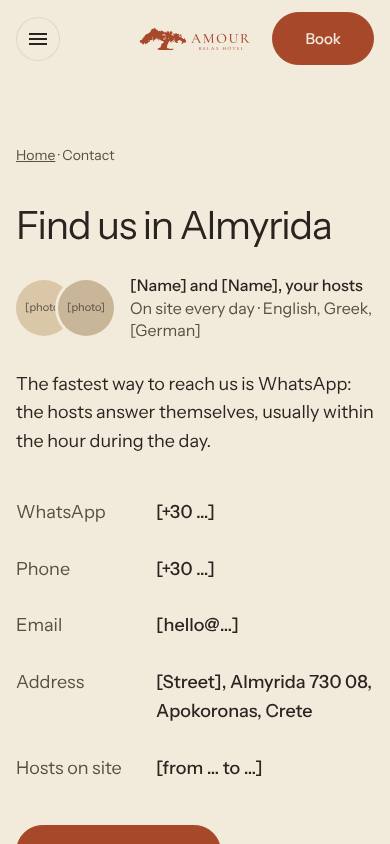 AMOUR
RELAX HOTEL
Book
Home · Contact
Find us in Almyrida
[photo
[photo]
[Name] and [Name], your hosts
On site every day · English, Greek,
[German]
The fastest way to reach us is WhatsApp:
the hosts answer themselves, usually within
the hour during the day.
WhatsApp [+30 ...]
Phone [+30 ...]
Email [hello@...]
Address [Street], Almyrida 730 08,
Apokoronas, Crete
Hosts on site [from ... to ...]